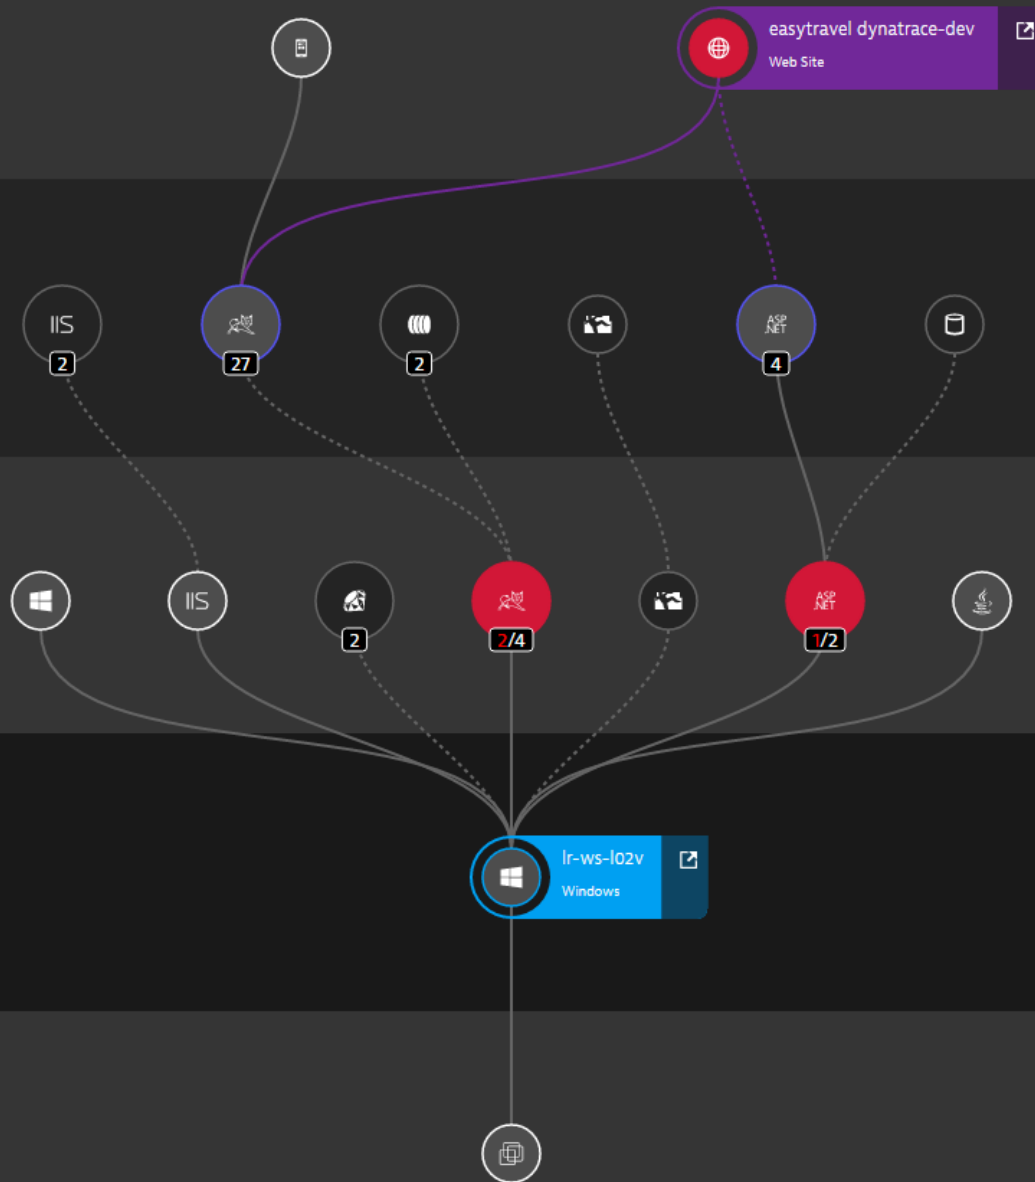 easytravel dynatrace-dev
Web Site
IIS
ASP
.NET
2
27
2
4
IIS
ASP
.NET
2
2/4
1/2
lr-ws-l02v
Windows